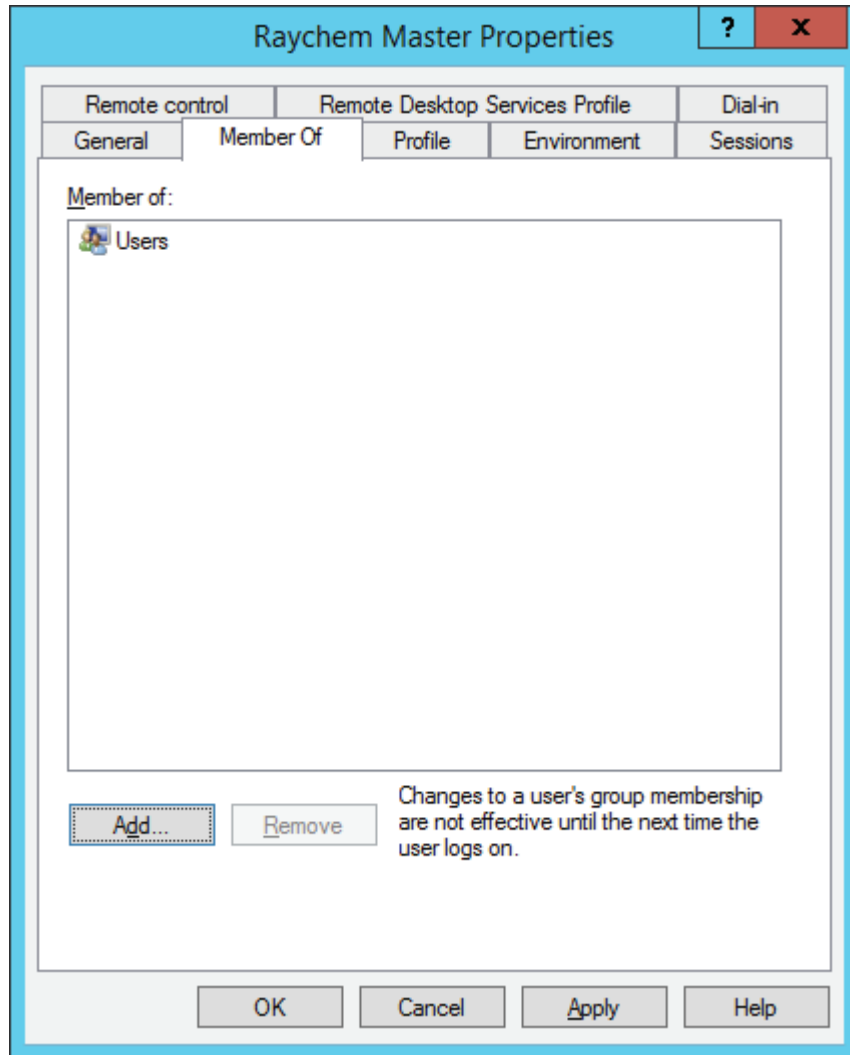 Raychem Master Properties
? x
Remote control Remote Desktop Services Profile Dial-in
General Member Of Profile Environment Sessions
Member of:
Users
Add... Remove
Changes to a user's group membership
are not effective until the next time the
user logs on.
OK Cancel Apply Help